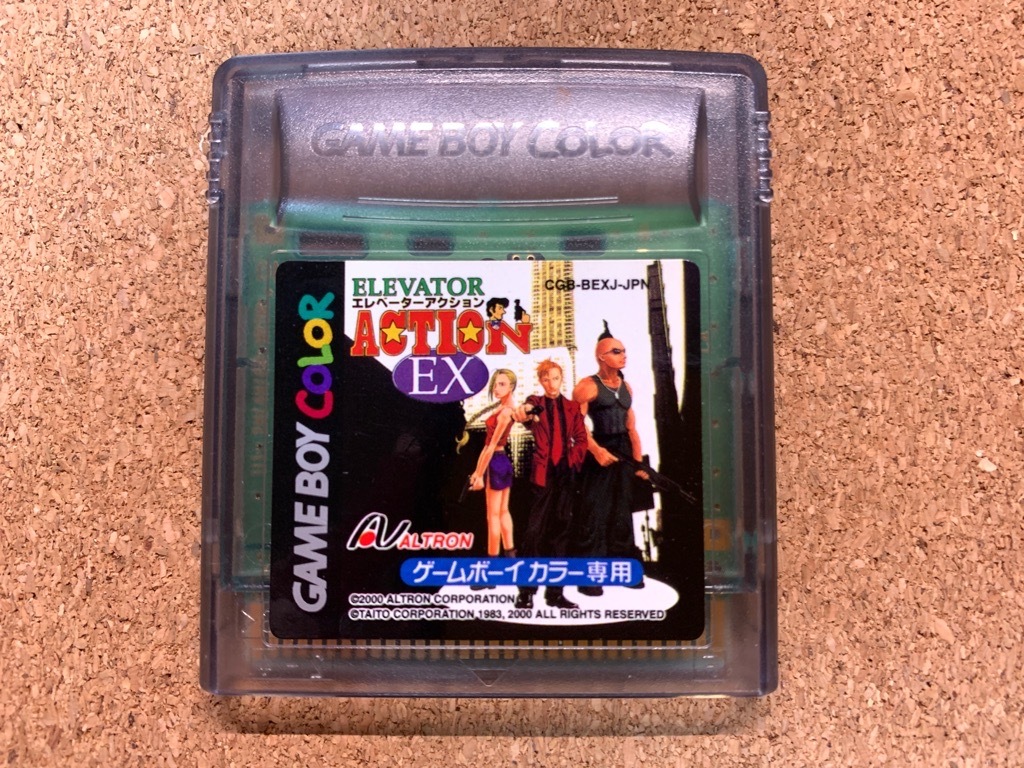 GAME BOY COLOR
GAME BOY COLOR
ELEVATOR
エレベーターアクション
ACTION
EX
CGB-BEXJ-JPN
ALTRON
ゲームボーイ カラー専用
©2000 ALTRON CORPORATION
©TAITO CORPORATION 1983, 2000 ALL RIGHTS RESERVED